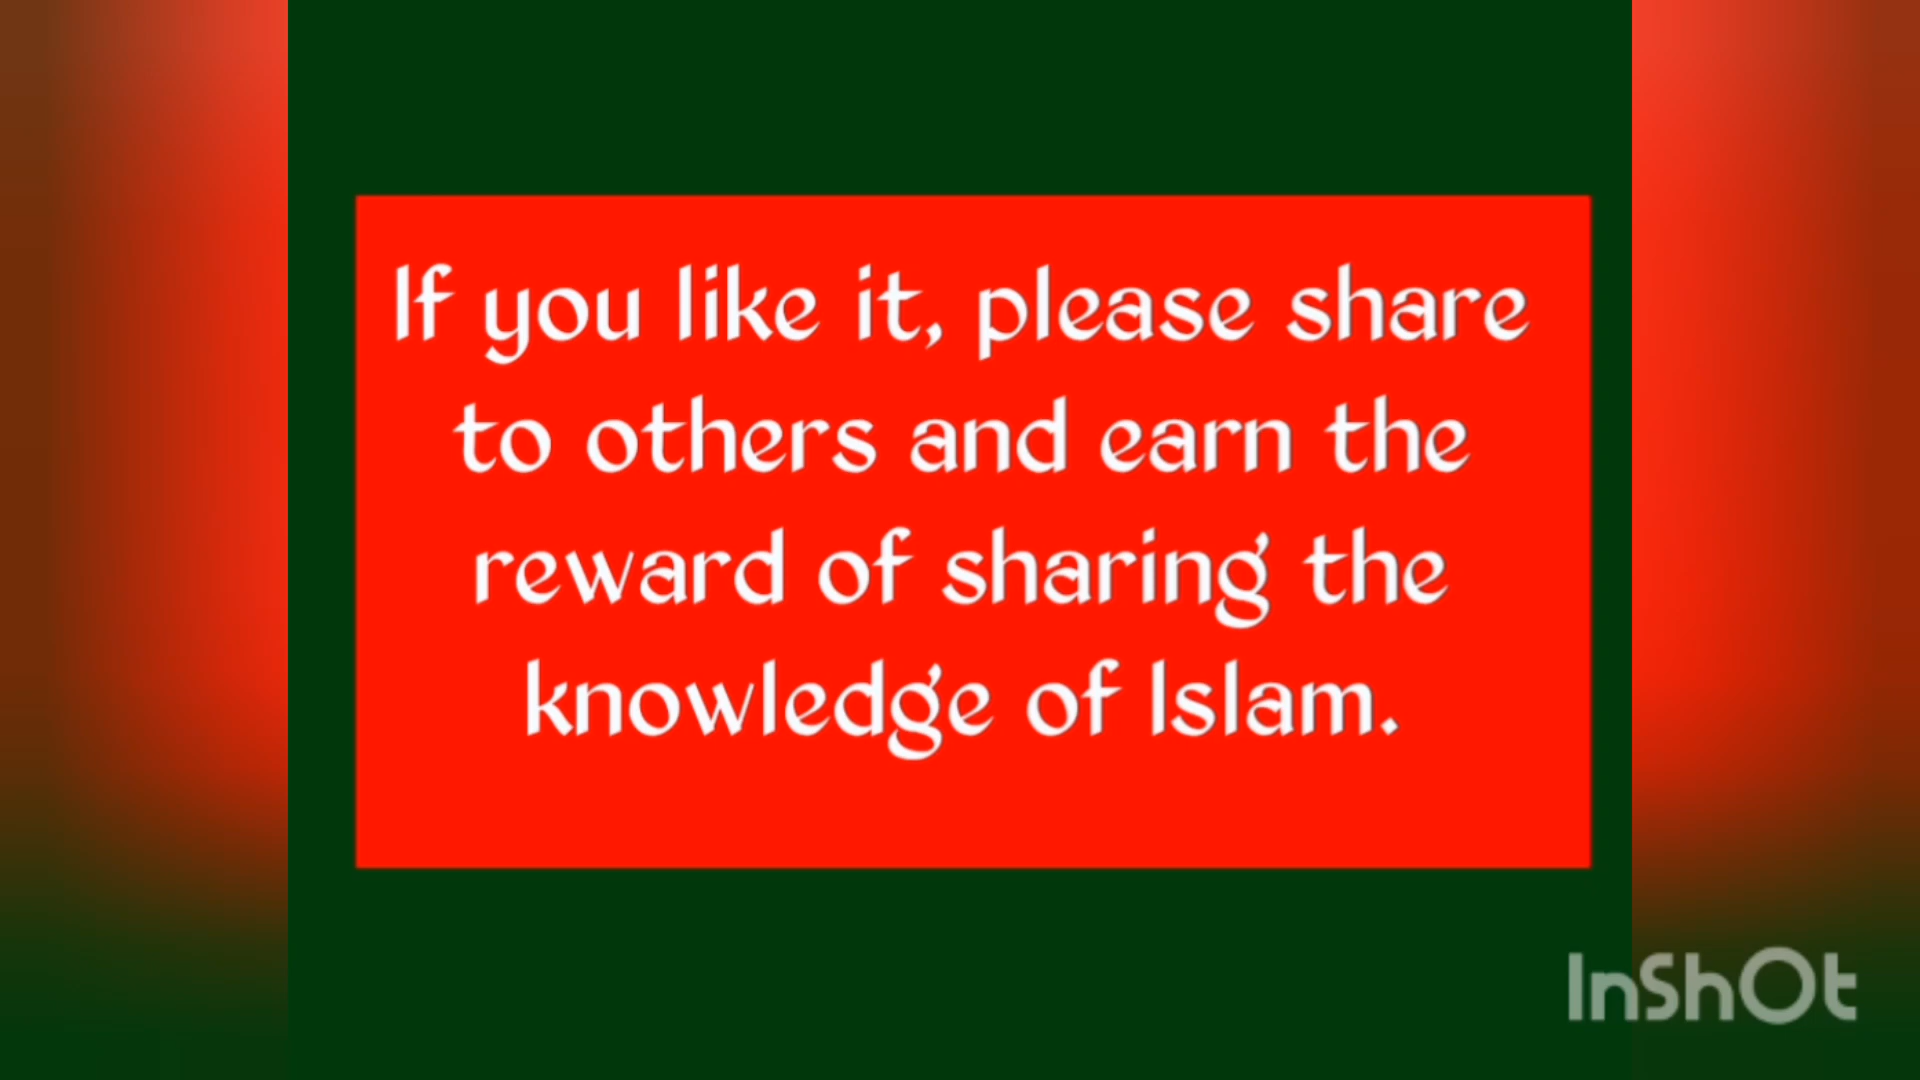 If you like it, please share
to others and earn the
reward of sharing the
knowledge of Islam.
InShOt